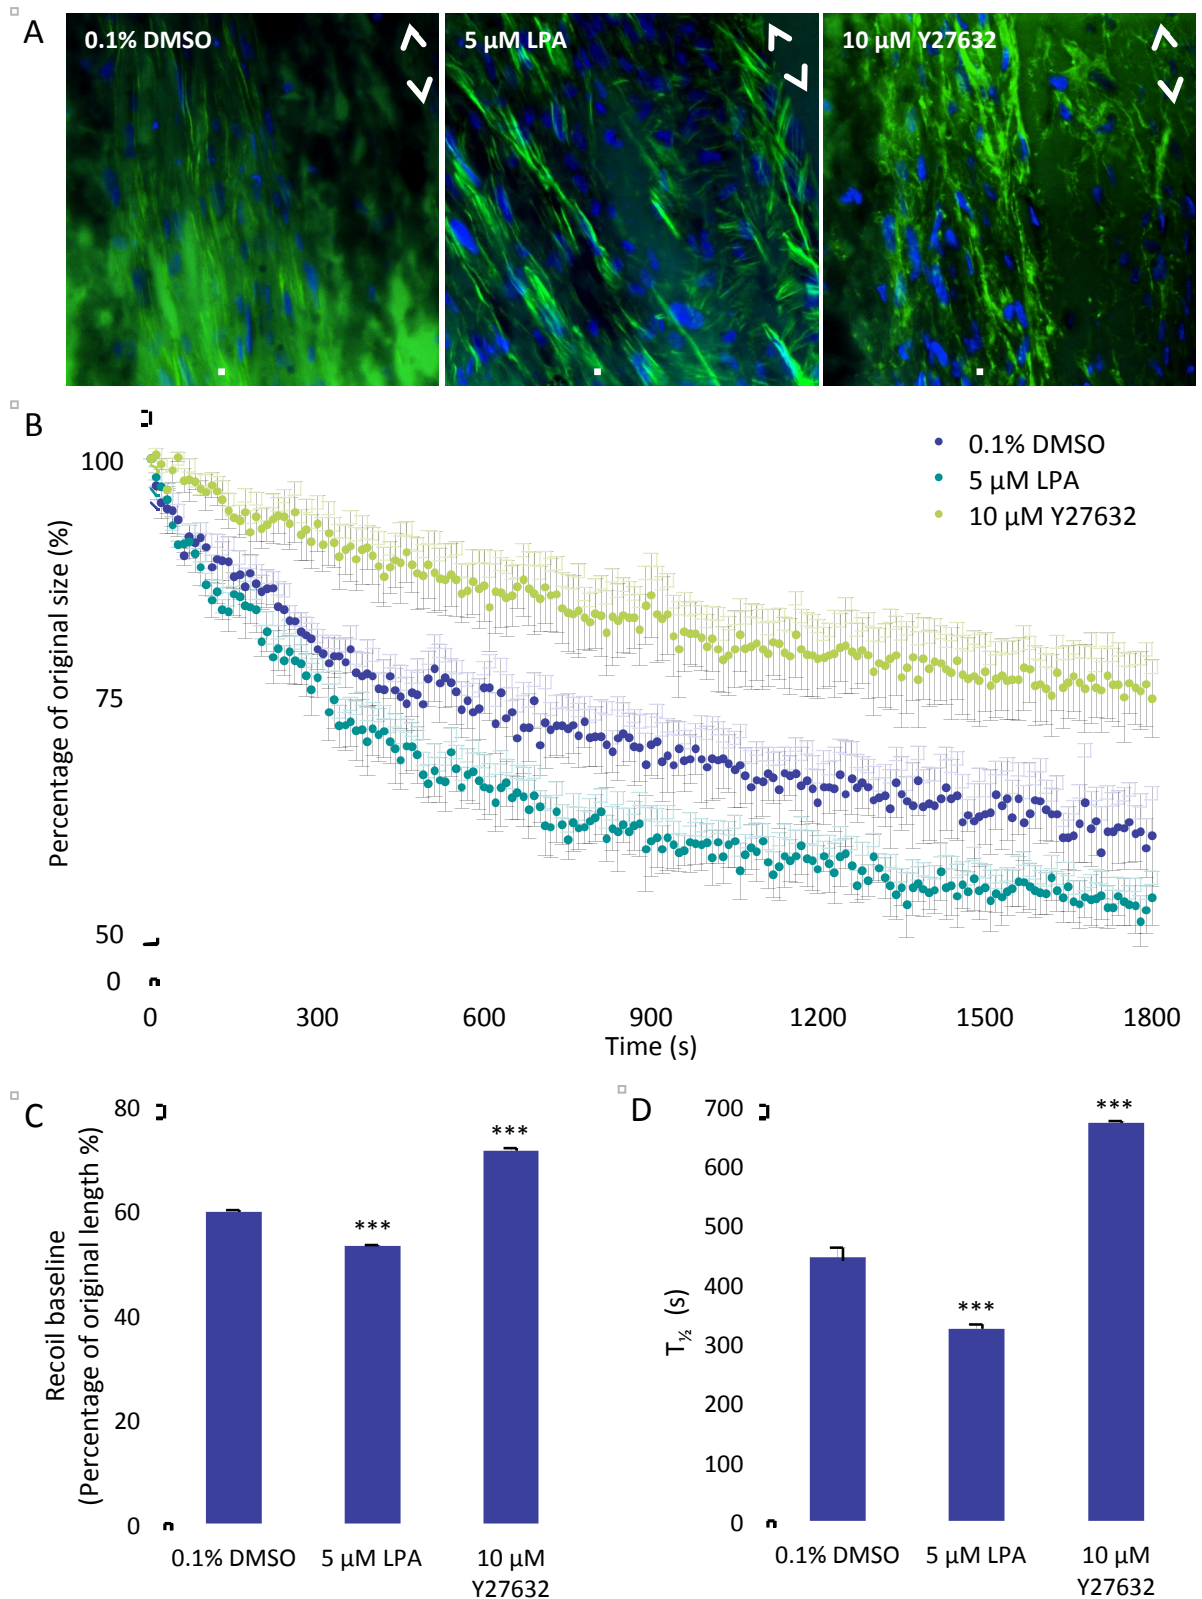 A
0.1% DMSO
5 µM LPA
10 µM Y27632
B
Percentage of original size (%)
100
75
50
0
0.1% DMSO
5 µM LPA
10 µM Y27632
0 300 600 900 1200 1500 1800
Time (s)
C
Recoil baseline
(Percentage of original length %)
80
60
40
20
0
***
***
0.1% DMSO
5 µM LPA
10 µM
Y27632
D
T½ (s)
700
600
500
400
300
200
100
0
***
***
0.1% DMSO
5 µM LPA
10 µM
Y27632